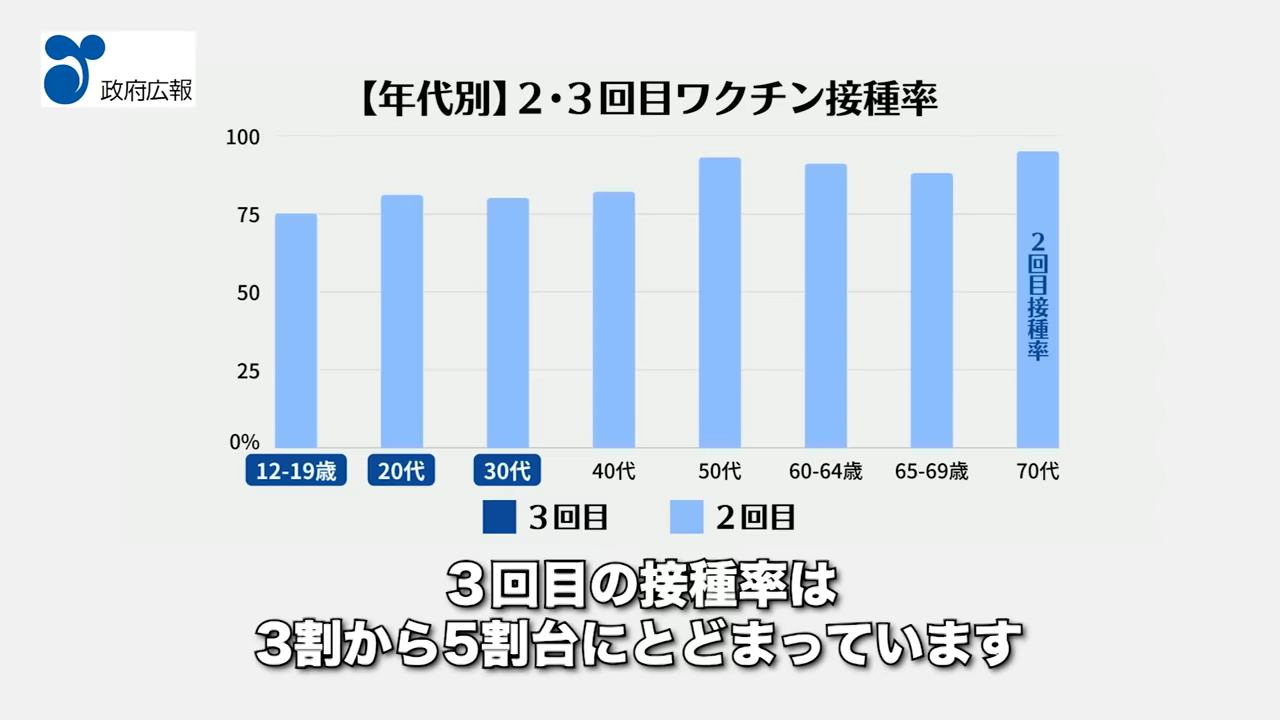 政府広報
【年代別】２・３回目ワクチン接種率
100
75
50
25
0%
2回目接種率
12-19歳
20代
30代
40代
50代
60-64歳
65-69歳
70代
３回目
２回目
３回目の接種率は
3割から5割台にとどまっています